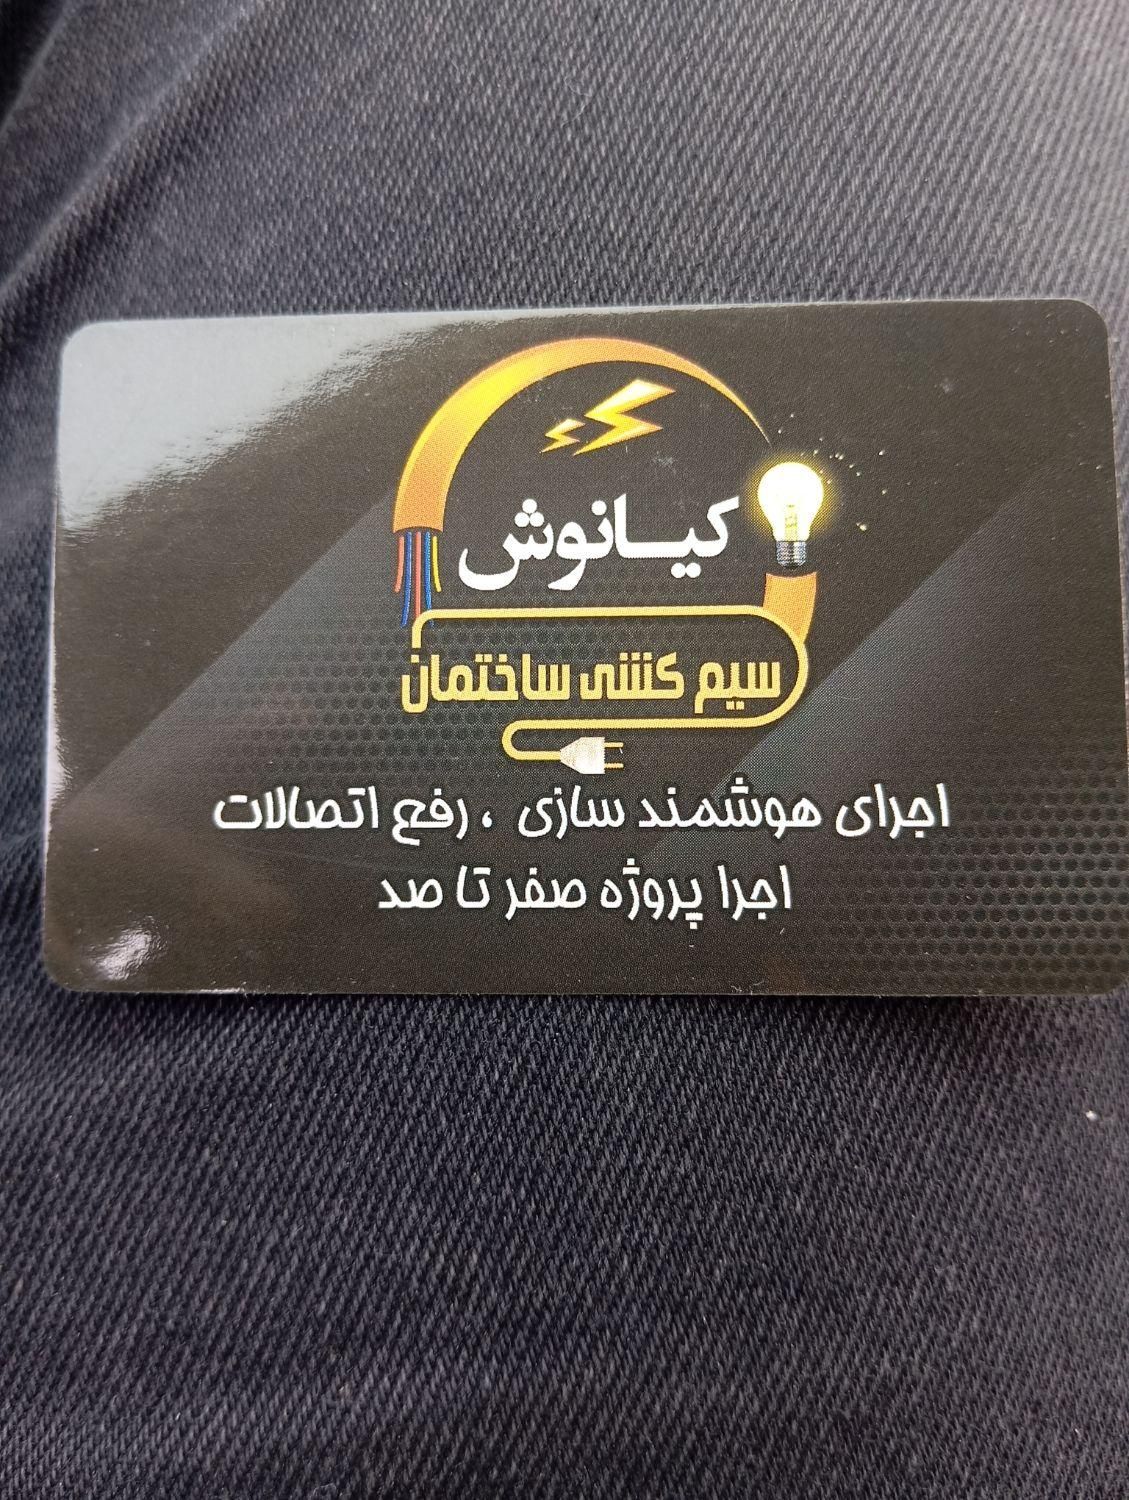 کیانوش
سیم کشی ساختمان
اجرای هوشمند سازی ، رفع اتصالات
اجرا پروژه صفر تا صد